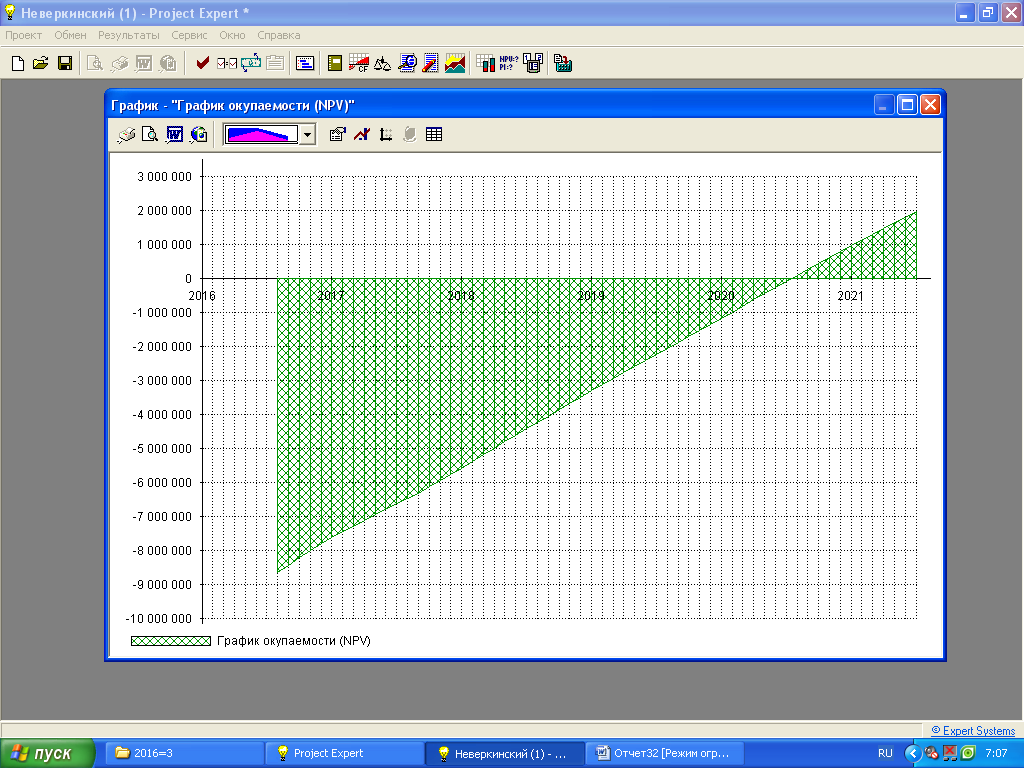 Неверкинский (1) - Project Expert *
Проект Обмен Результаты Сервис Окно Справка
CF NPV:? PI:?
График - "График окупаемости (NPV)"
3 000 000
2 000 000
1 000 000
0
2016 2017 2018 2019 2020 2021
-1 000 000
-2 000 000
-3 000 000
-4 000 000
-5 000 000
-6 000 000
-7 000 000
-8 000 000
-9 000 000
-10 000 000
График окупаемости (NPV)
© Expert Systems
пуск 2016=3 Project Expert Неверкинский (1) - ... Отчет32 [Режим огр... RU 7:07